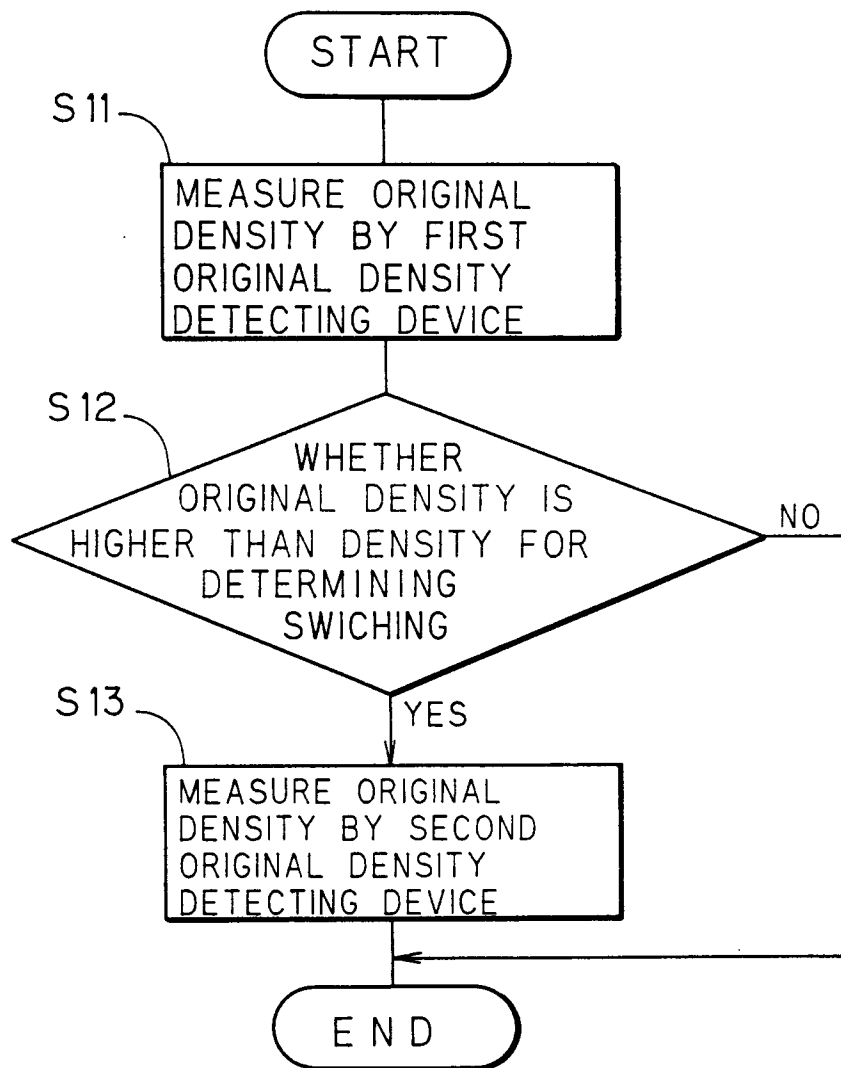 START
S11
MEASURE ORIGINAL
DENSITY BY FIRST
ORIGINAL DENSITY
DETECTING DEVICE
S12
WHETHER
ORIGINAL DENSITY IS
HIGHER THAN DENSITY FOR
DETERMINING
SWICHING
NO
YES
S13
MEASURE ORIGINAL
DENSITY BY SECOND
ORIGINAL DENSITY
DETECTING DEVICE
END